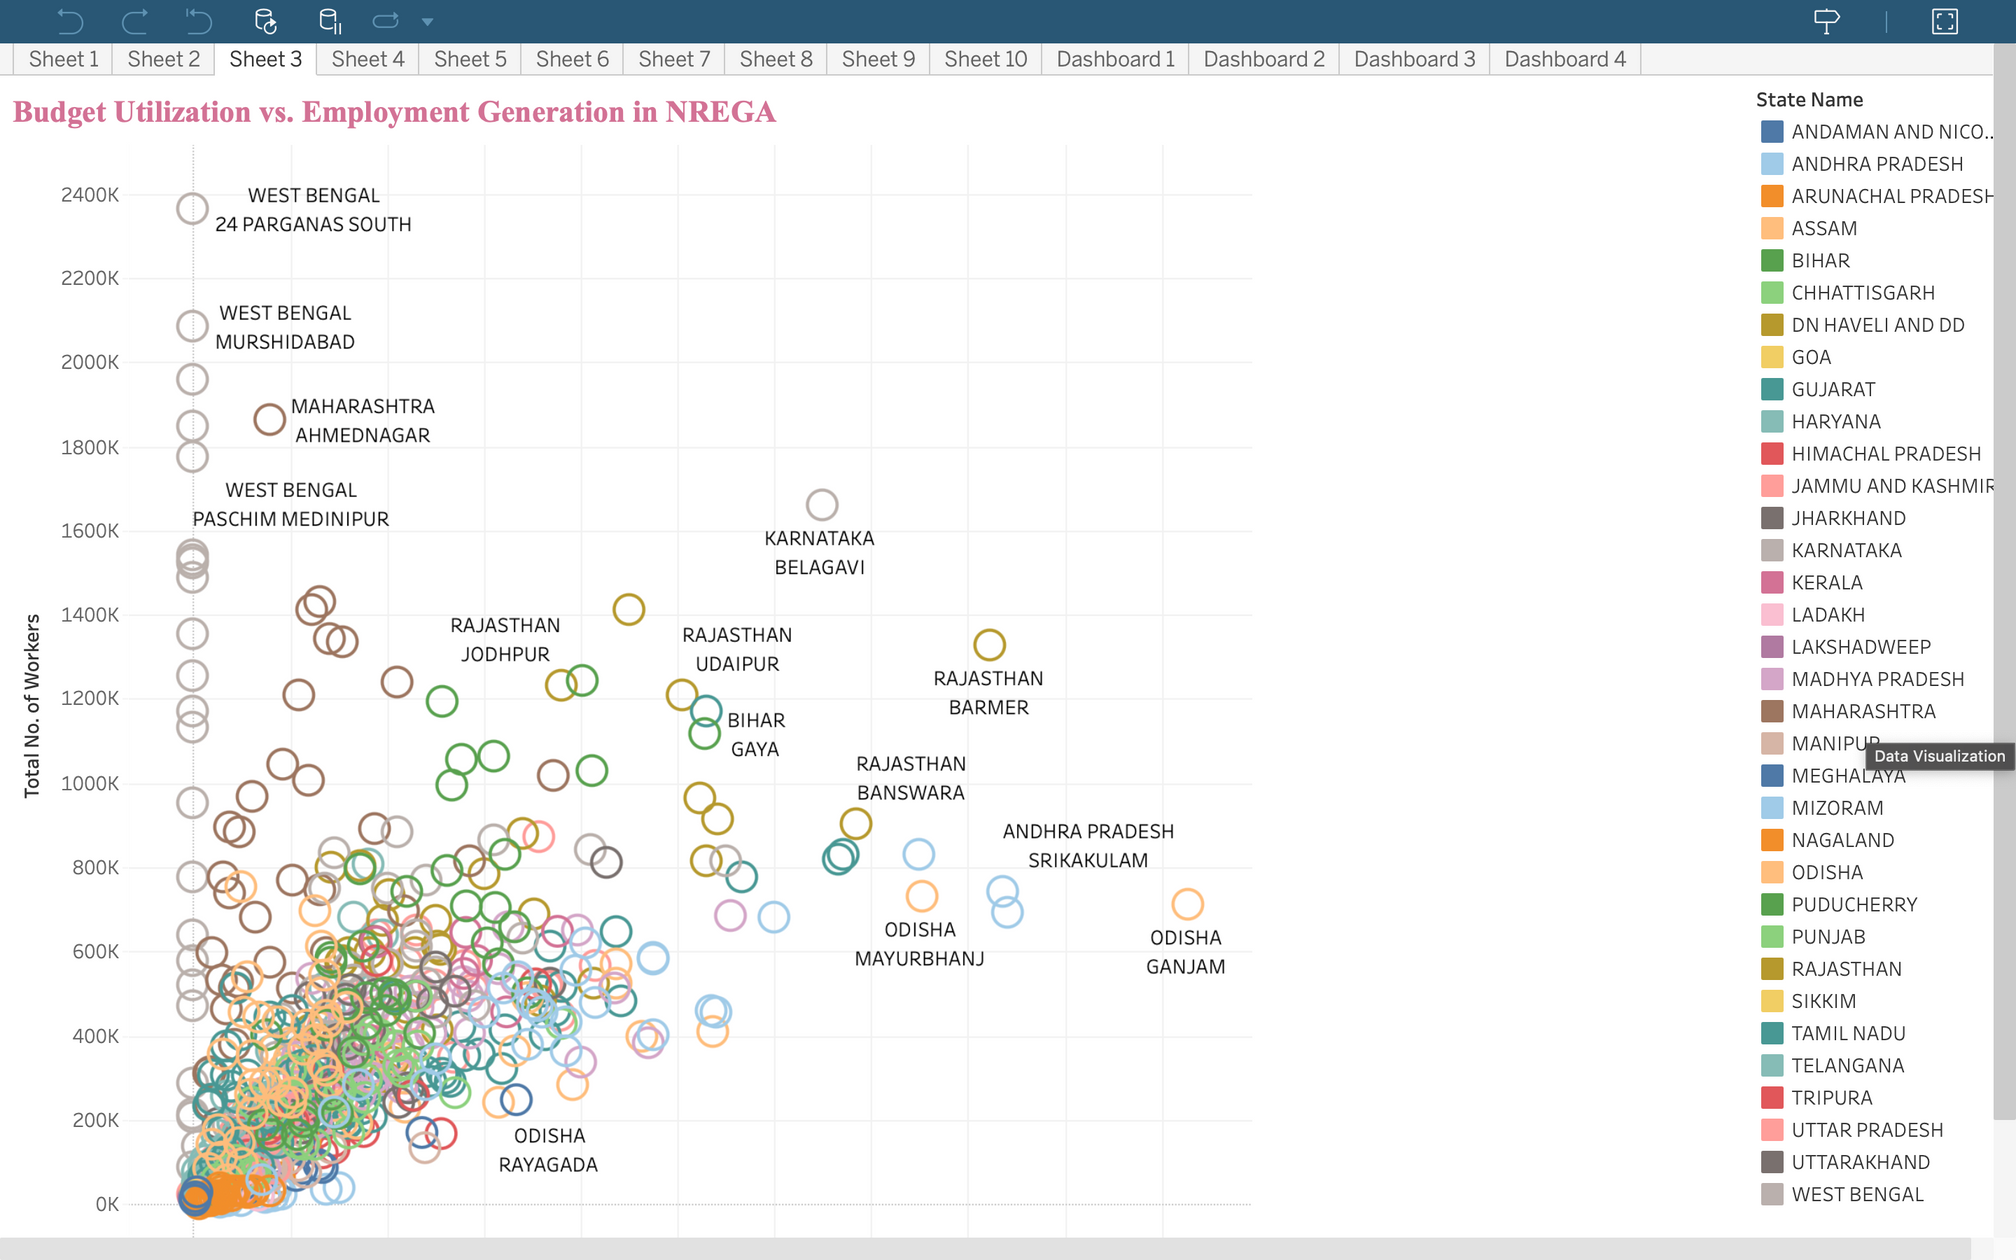 Sheet 1
Sheet 2
Sheet 3
Sheet 4
Sheet 5
Sheet 6
Sheet 7
Sheet 8
Sheet 9
Sheet 10
Dashboard 1
Dashboard 2
Dashboard 3
Dashboard 4
Budget Utilization vs. Employment Generation in NREGA
Total No. of Workers
2400K
2200K
2000K
1800K
1600K
1400K
1200K
1000K
800K
600K
400K
200K
0K
WEST BENGAL
24 PARGANAS SOUTH
WEST BENGAL
MURSHIDABAD
MAHARASHTRA
AHMEDNAGAR
WEST BENGAL
PASCHIM MEDINIPUR
KARNATAKA
BELAGAVI
RAJASTHAN
JODHPUR
RAJASTHAN
UDAIPUR
RAJASTHAN
BARMER
BIHAR
GAYA
RAJASTHAN
BANSWARA
ANDHRA PRADESH
SRIKAKULAM
ODISHA
MAYURBHANJ
ODISHA
GANJAM
ODISHA
RAYAGADA
State Name
ANDAMAN AND NICO..
ANDHRA PRADESH
ARUNACHAL PRADESH
ASSAM
BIHAR
CHHATTISGARH
DN HAVELI AND DD
GOA
GUJARAT
HARYANA
HIMACHAL PRADESH
JAMMU AND KASHMIR
JHARKHAND
KARNATAKA
KERALA
LADAKH
LAKSHADWEEP
MADHYA PRADESH
MAHARASHTRA
MANIPUR
Data Visualization
MEGHALAYA
MIZORAM
NAGALAND
ODISHA
PUDUCHERRY
PUNJAB
RAJASTHAN
SIKKIM
TAMIL NADU
TELANGANA
TRIPURA
UTTAR PRADESH
UTTARAKHAND
WEST BENGAL